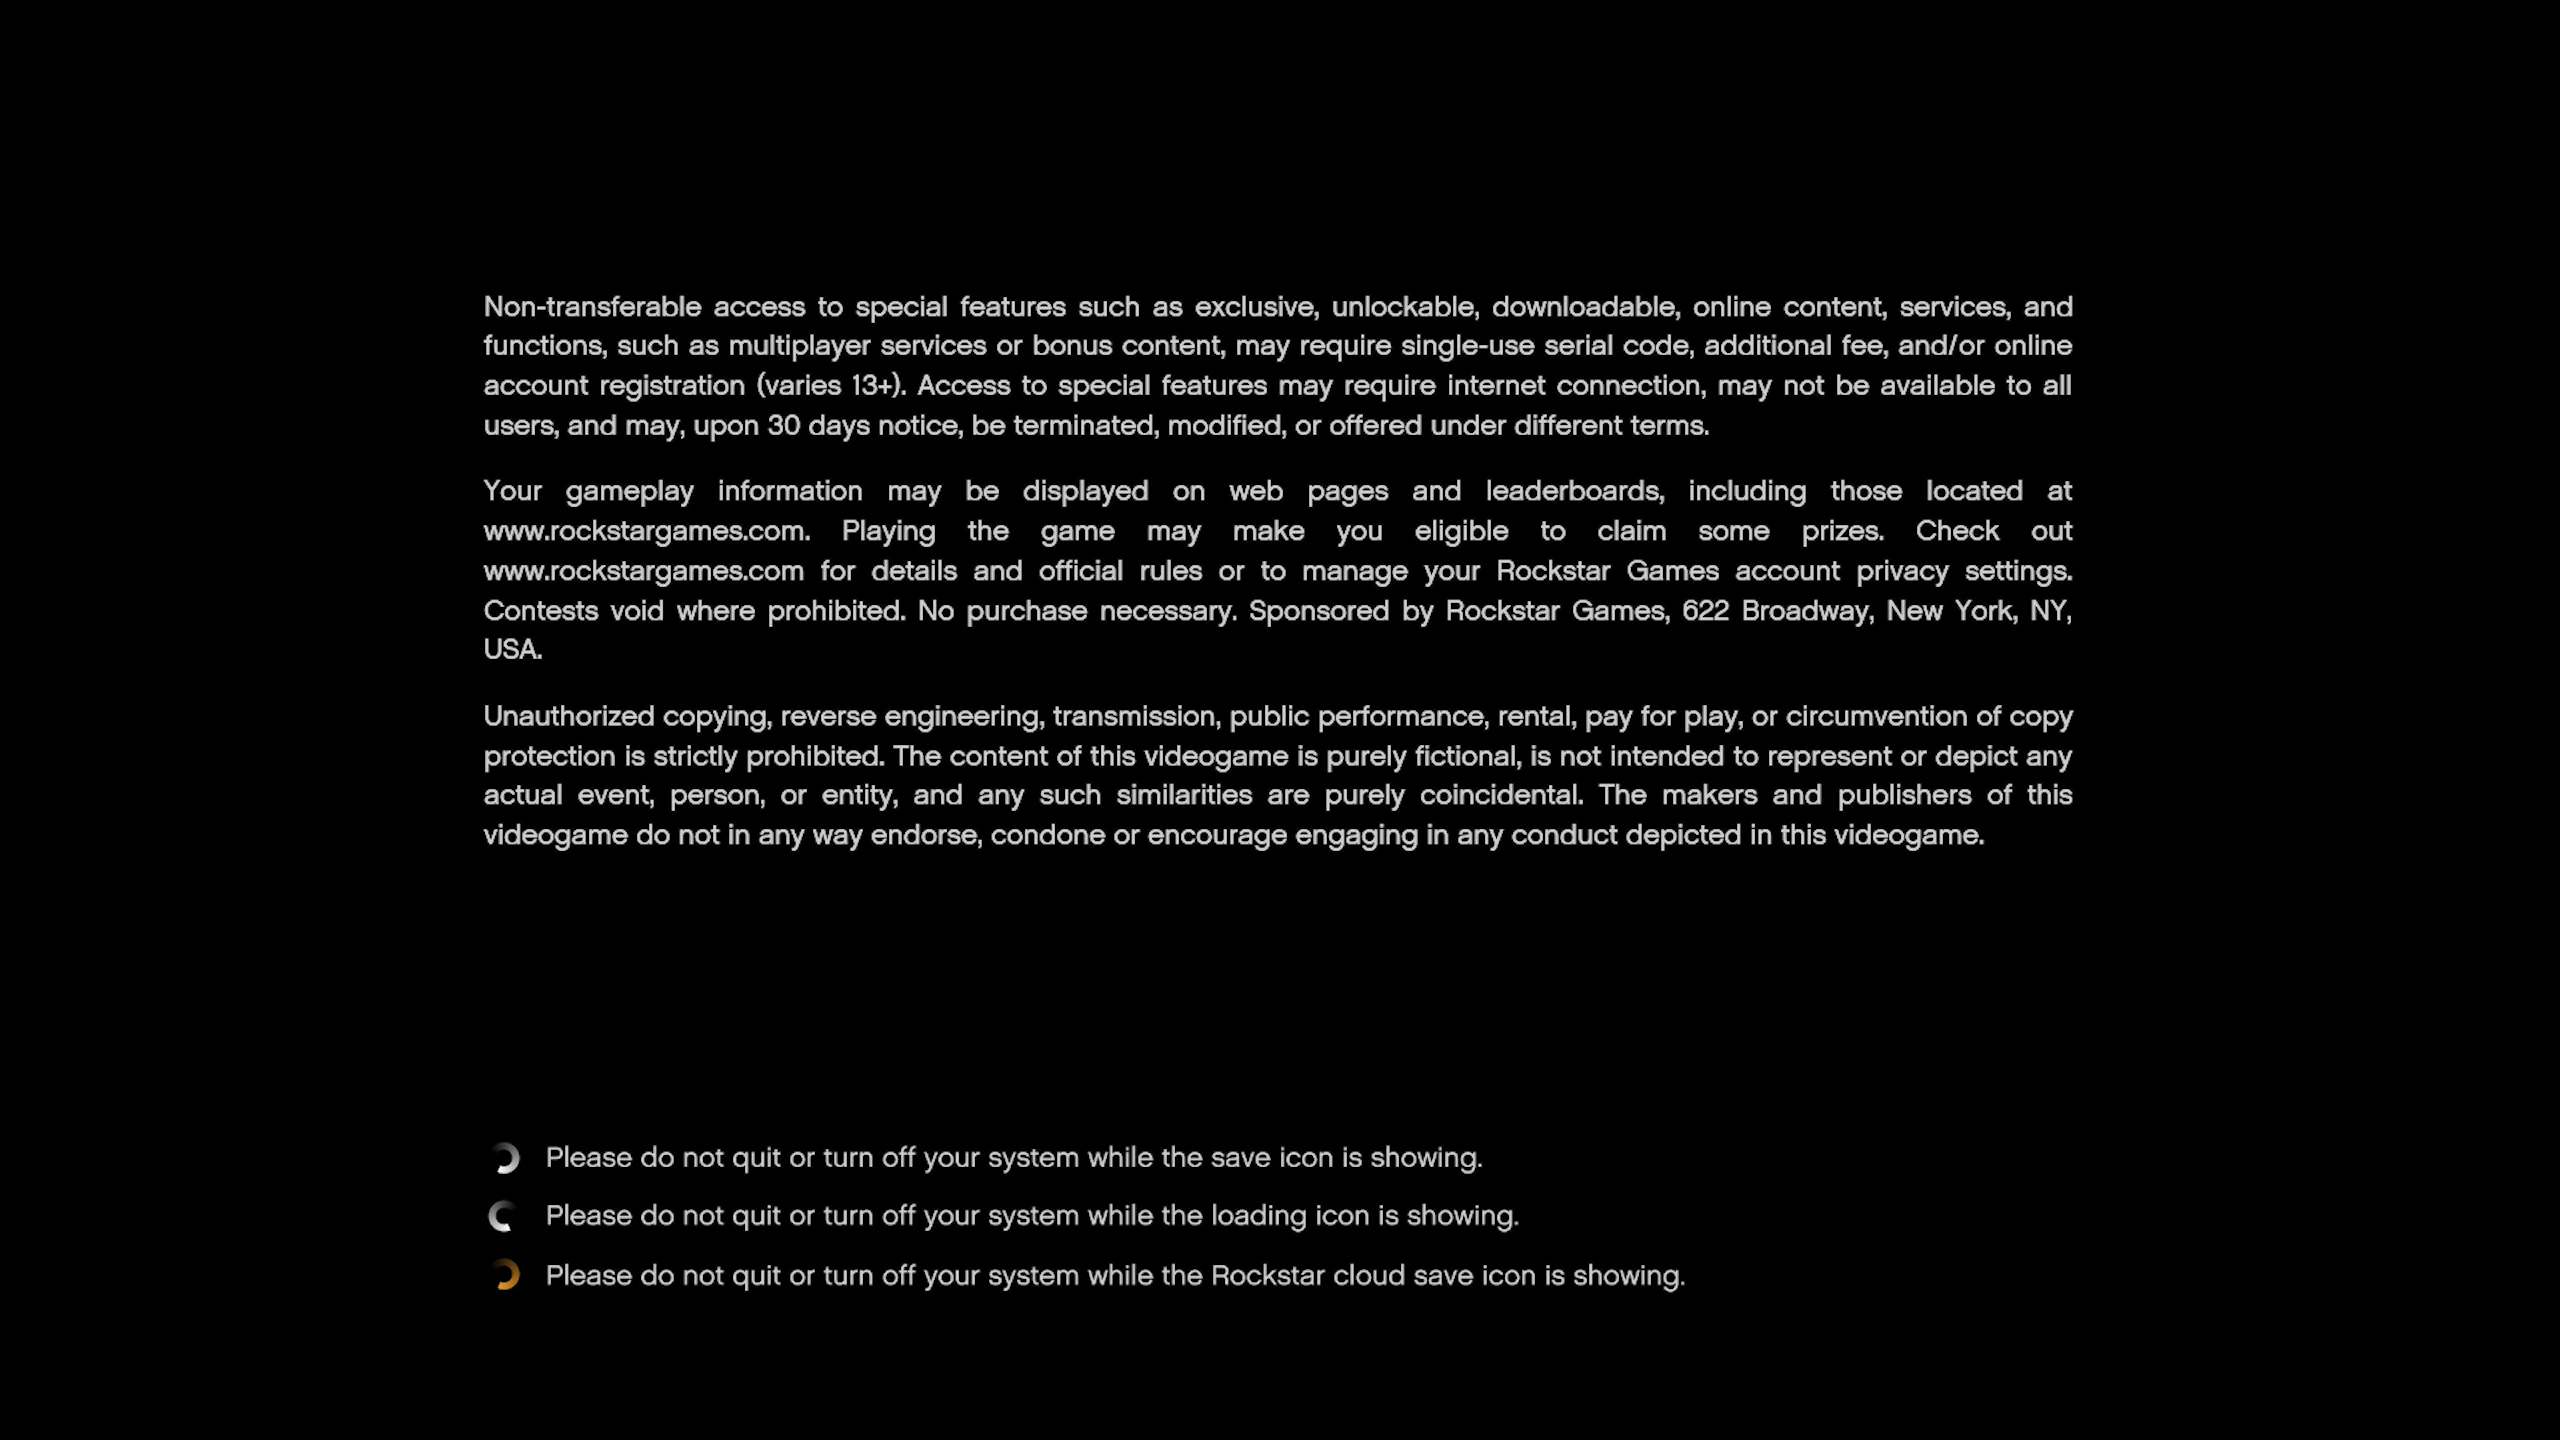 Non-transferable access to special features such as exclusive, unlockable, downloadable, online content, services, and
functions, such as multiplayer services or bonus content, may require single-use serial code, additional fee, and/or online
account registration (varies 13+). Access to special features may require internet connection, may not be available to all
users, and may, upon 30 days notice, be terminated, modified, or offered under different terms.
Your gameplay information may be displayed on web pages and leaderboards, including those located at
www.rockstargames.com. Playing the game may make you eligible to claim some prizes. Check out
www.rockstargames.com for details and official rules or to manage your Rockstar Games account privacy settings.
Contests void where prohibited. No purchase necessary. Sponsored by Rockstar Games, 622 Broadway, New York, NY,
USA.
Unauthorized copying, reverse engineering, transmission, public performance, rental, pay for play, or circumvention of copy
protection is strictly prohibited. The content of this videogame is purely fictional, is not intended to represent or depict any
actual event, person, or entity, and any such similarities are purely coincidental. The makers and publishers of this
videogame do not in any way endorse, condone or encourage engaging in any conduct depicted in this videogame.
Please do not quit or turn off your system while the save icon is showing.
Please do not quit or turn off your system while the loading icon is showing.
Please do not quit or turn off your system while the Rockstar cloud save icon is showing.